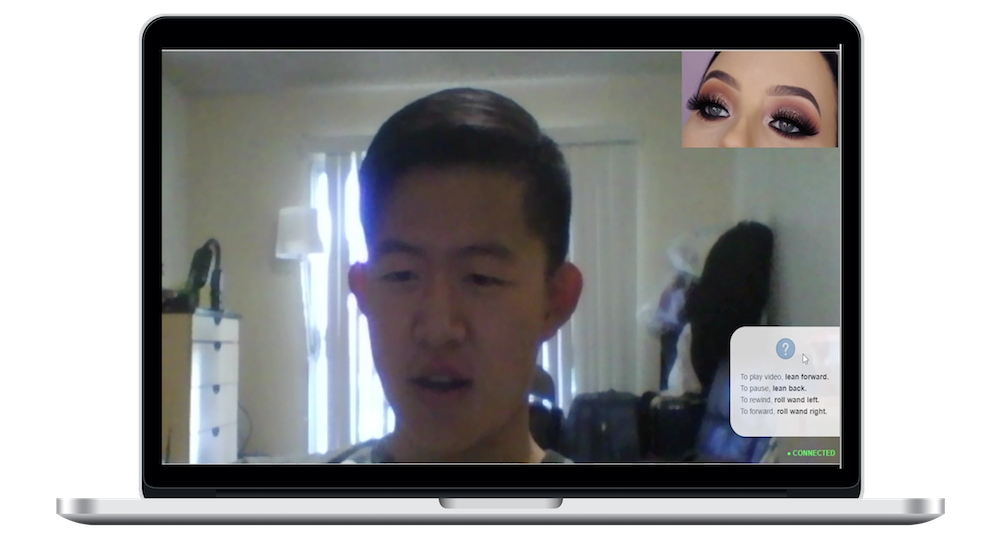 ?
To play video, lean forward.
To pause, lean back.
To rewind, roll wand left.
To forward, roll wand right.
• CONNECTED